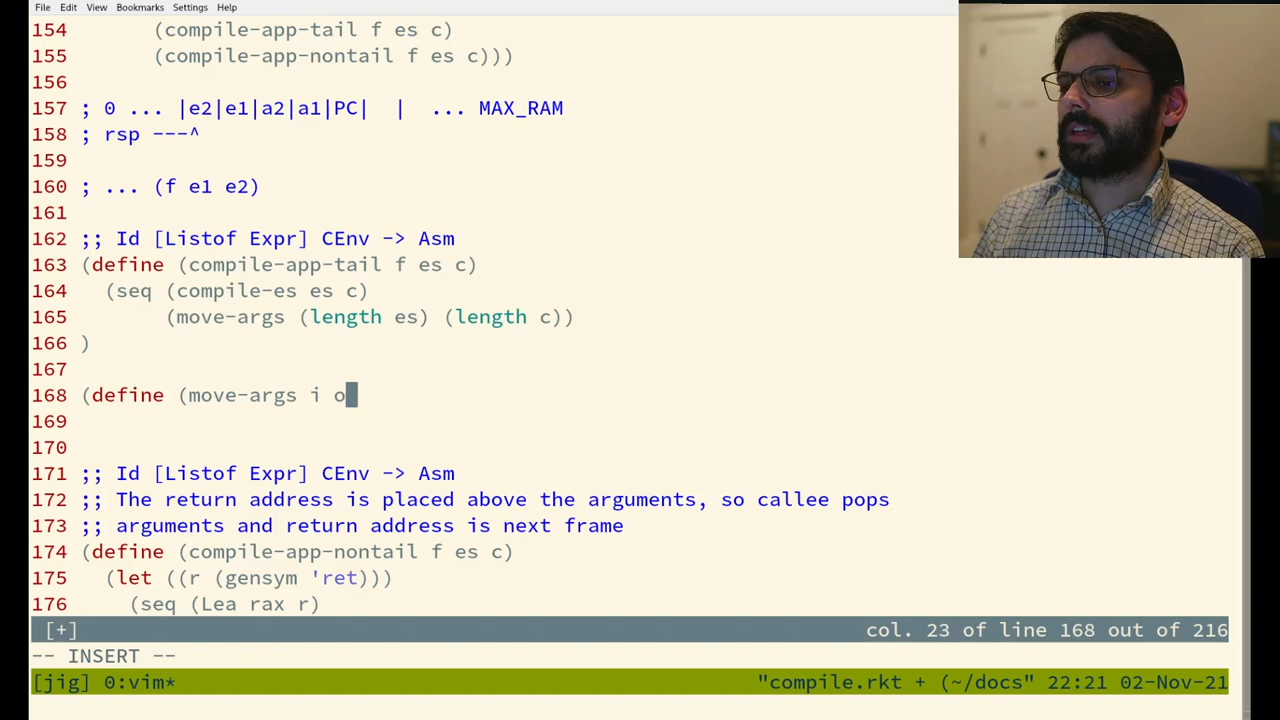 File Edit View Bookmarks Settings Help
154 (compile-app-tail f es c)
155 (compile-app-nontail f es c)))
156
157 ; 0 ... |e2|e1|a2|a1|PC| | ... MAX_RAM
158 ; rsp ---^
159
160 ; ... (f e1 e2)
161
162 ;; Id [Listof Expr] CEnv -> Asm
163 (define (compile-app-tail f es c)
164 (seq (compile-es es c)
165 (move-args (length es) (length c))
166 )
167
168 (define (move-args i o
169
170
171 ;; Id [Listof Expr] CEnv -> Asm
172 ;; The return address is placed above the arguments, so callee pops
173 ;; arguments and return address is next frame
174 (define (compile-app-nontail f es c)
175 (let ((r (gensym 'ret)))
176 (seq (Lea rax r)
[+] col. 23 of line 168 out of 216
-- INSERT --
[jig] 0:vim* "compile.rkt + (~/docs" 22:21 02-Nov-21